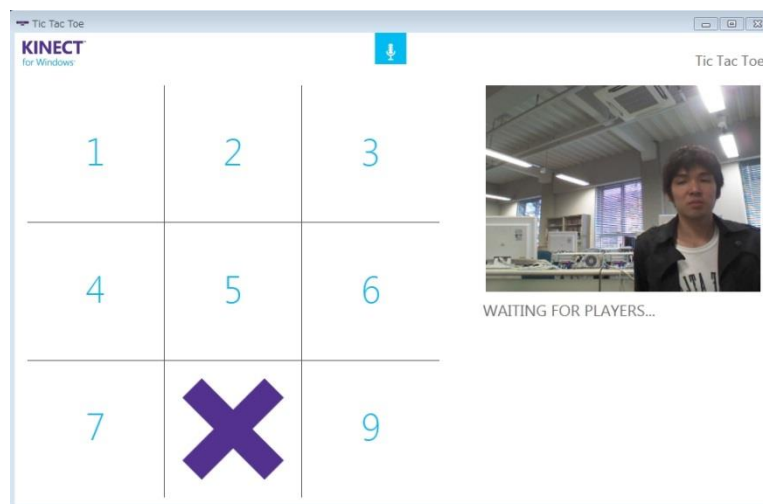 Tic Tac Toe
KINECT
for Windows
Tic Tac Toe
1 2 3
4 5 6
WAITING FOR PLAYERS...
7 9